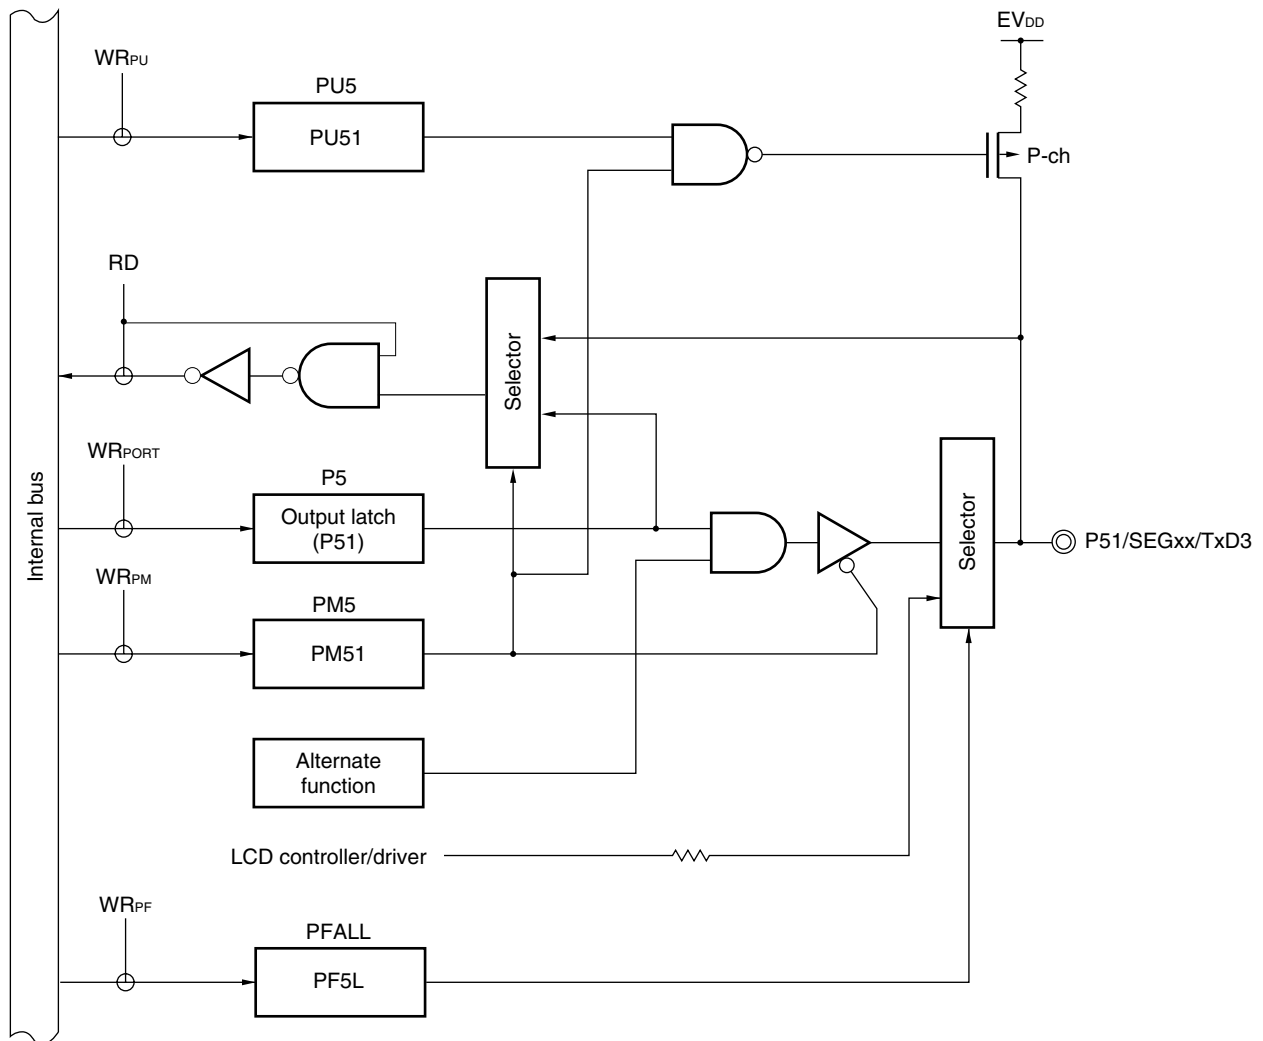 EVDD
WRPU
PU5
PU51
P-ch
RD
Selector
WRPORT
P5
Output latch
(P51)
Internal bus
Selector
P51/SEGxx/TxD3
WRPM
PM5
PM51
Alternate
function
LCD controller/driver
WRPF
PFALL
PF5L